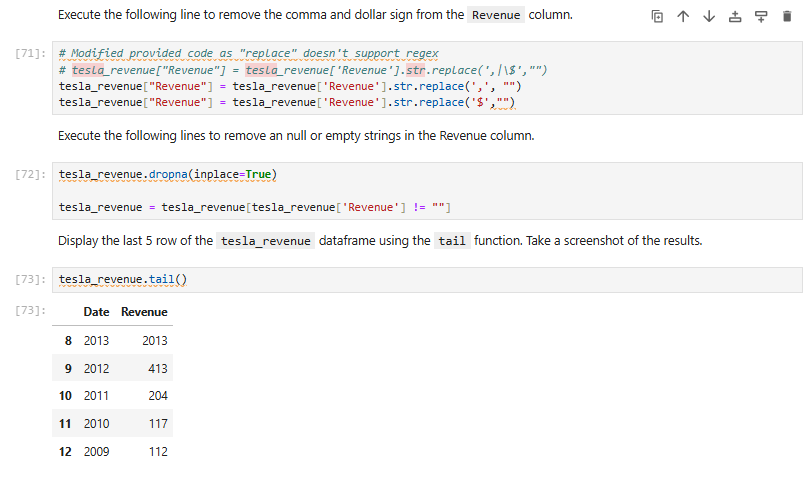 Execute the following line to remove the comma and dollar sign from the Revenue column.
[71]: # Modified provided code as "replace" doesn't support regex
# tesla_revenue["Revenue"] = tesla_revenue['Revenue'].str.replace(',|\$',"")
tesla_revenue["Revenue"] = tesla_revenue['Revenue'].str.replace(',', "")
tesla_revenue["Revenue"] = tesla_revenue['Revenue'].str.replace('$',"")
Execute the following lines to remove an null or empty strings in the Revenue column.
[72]: tesla_revenue.dropna(inplace=True)
tesla_revenue = tesla_revenue[tesla_revenue['Revenue'] != ""]
Display the last 5 row of the tesla_revenue dataframe using the tail function. Take a screenshot of the results.
[73]: tesla_revenue.tail()
[73]: Date Revenue
8 2013 2013
9 2012 413
10 2011 204
11 2010 117
12 2009 112